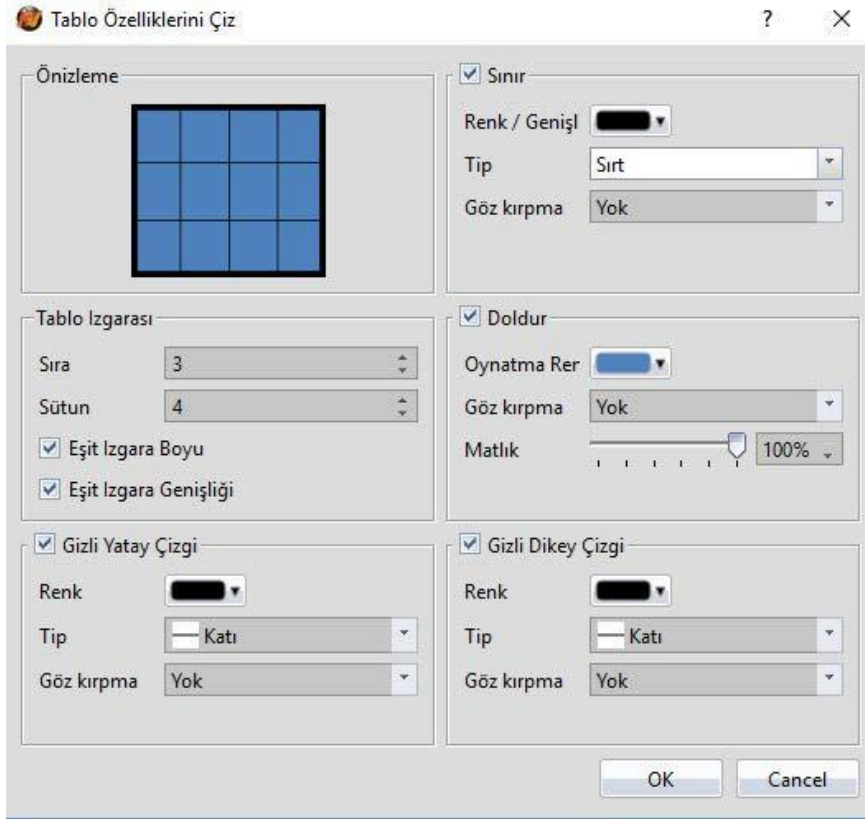 Tablo Özelliklerini Çiz
?
Önizleme
Sınır
Renk / Genişl
Tip
Sırt
Göz kırpma
Yok
Tablo Izgarası
Sıra
3
Sütun
4
Eşit Izgara Boyu
Eşit Izgara Genişliği
Doldur
Oynatma Rer
Göz kırpma
Yok
Matlık
100%
Gizli Yatay Çizgi
Renk
Tip
Katı
Göz kırpma
Yok
Gizli Dikey Çizgi
Renk
Tip
Katı
Göz kırpma
Yok
OK
Cancel